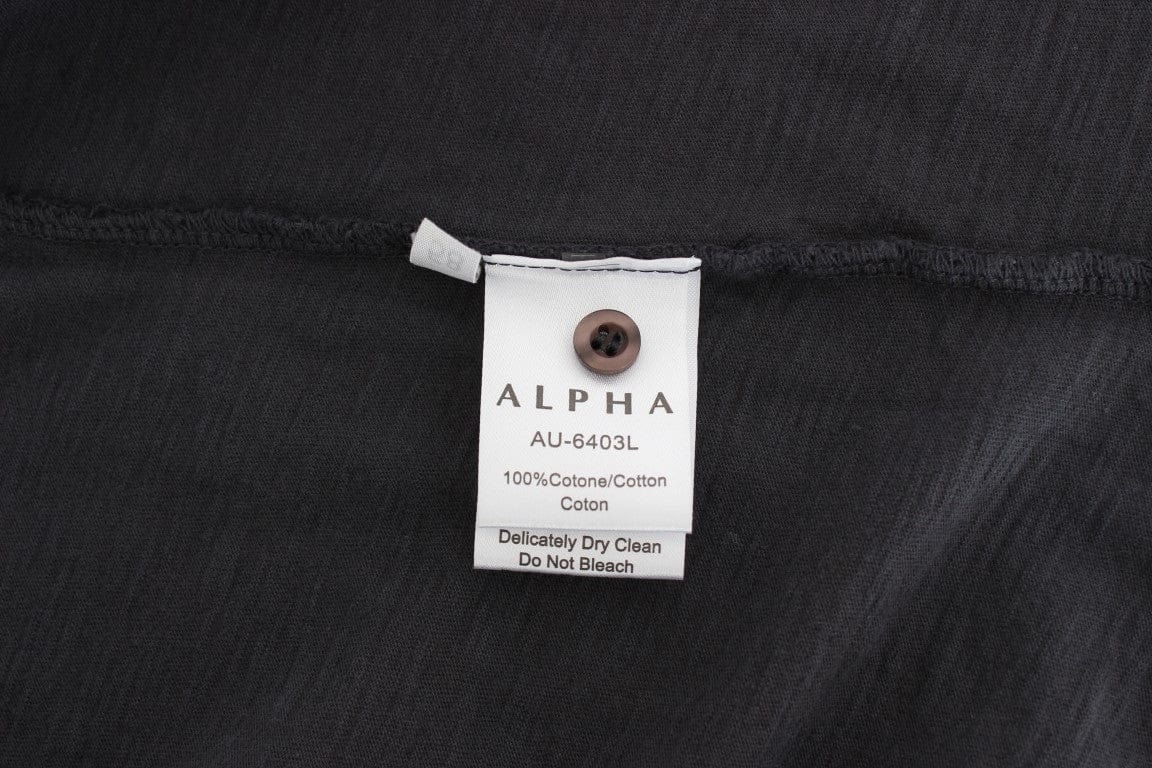 ALPHA
AU-6403L
100%Cotone/Cotton
Coton
Delicately Dry Clean
Do Not Bleach